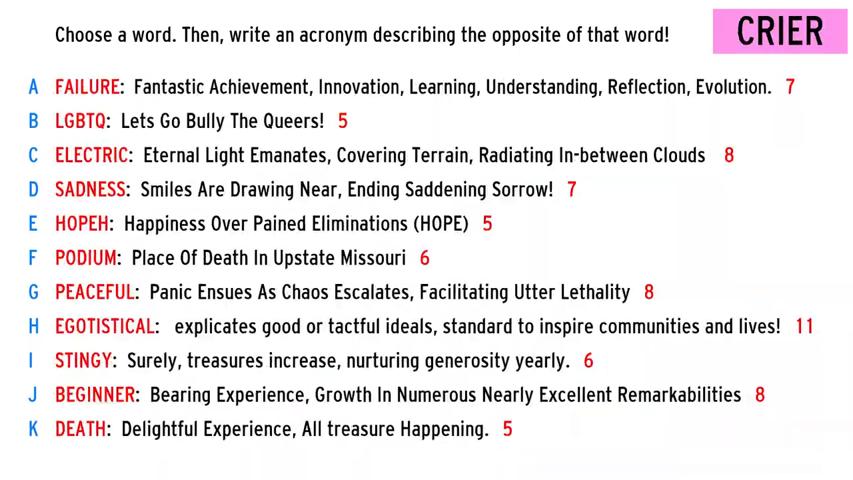 Choose a word. Then, write an acronym describing the opposite of that word!
CRIER
A FAILURE: Fantastic Achievement, Innovation, Learning, Understanding, Reflection, Evolution. 7
B LGBTQ: Lets Go Bully The Queers! 5
C ELECTRIC: Eternal Light Emanates, Covering Terrain, Radiating In-between Clouds 8
D SADNESS: Smiles Are Drawing Near, Ending Saddening Sorrow! 7
E HOPEH: Happiness Over Pained Eliminations (HOPE) 5
F PODIUM: Place Of Death In Upstate Missouri 6
G PEACEFUL: Panic Ensues As Chaos Escalates, Facilitating Utter Lethality 8
H EGOTISTICAL: explicates good or tactful ideals, standard to inspire communities and lives! 11
I STINGY: Surely, treasures increase, nurturing generosity yearly. 6
J BEGINNER: Bearing Experience, Growth In Numerous Nearly Excellent Remarkabilities 8
K DEATH: Delightful Experience, All treasure Happening. 5